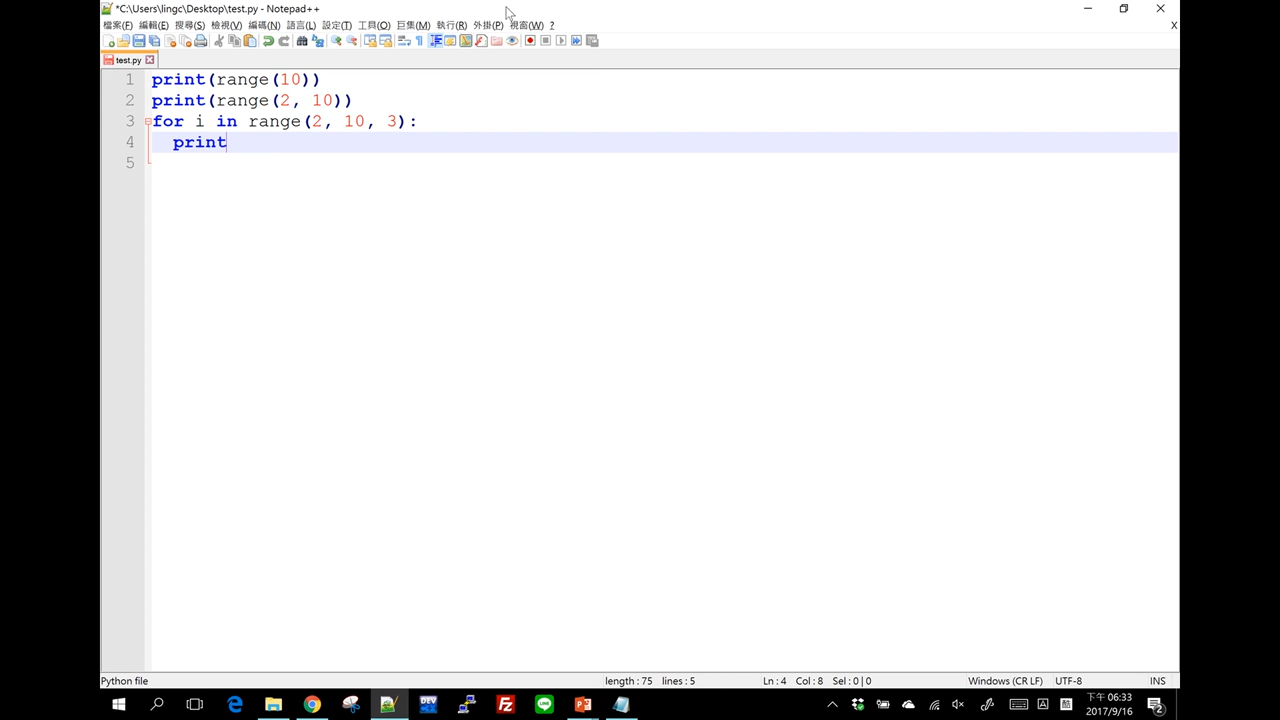 *C:\Users\lingc\Desktop\test.py - Notepad++
檔案(F) 編輯(E) 搜尋(S) 檢視(V) 編碼(N) 語言(L) 設定(T) 工具(O) 巨集(M) 執行(R) 外掛(P) 視窗(W) ? X
test.py
1 print(range(10))
2 print(range(2, 10))
3 for i in range(2, 10, 3):
4 print
5
Python file length : 75 lines : 5 Ln : 4 Col : 8 Sel : 0 | 0 Windows (CR LF) UTF-8 INS
下午 06:33
2017/9/16